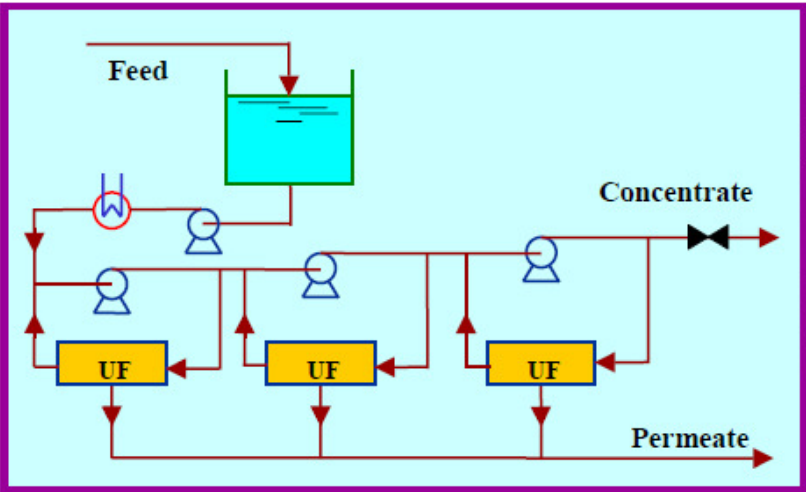 Feed
Concentrate
UF
UF
UF
Permeate